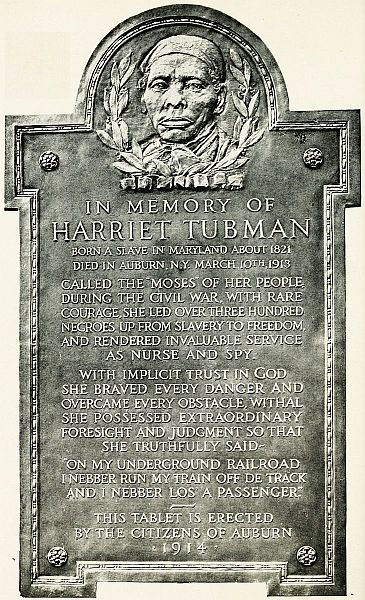 IN MEMORY OF
HARRIET TUBMAN
BORN A SLAVE IN MARYLAND ABOUT 1821
DIED IN AUBURN, N.Y. MARCH 10TH, 1913
CALLED THE "MOSES" OF HER PEOPLE,
DURING THE CIVIL WAR, WITH RARE
COURAGE, SHE LED OVER THREE HUNDRED
NEGROES UP FROM SLAVERY TO FREEDOM,
AND RENDERED INVALUABLE SERVICE
AS NURSE AND SPY.
WITH IMPLICIT TRUST IN GOD
SHE BRAVED EVERY DANGER AND
OVERCAME EVERY OBSTACLE, WITHAL
SHE POSSESSED EXTRAORDINARY
FORESIGHT AND JUDGMENT SO THAT
SHE TRUTHFULLY SAID–
"ON MY UNDERGROUND RAILROAD
I NEBBER RUN MY TRAIN OFF DE TRACK
AND I NEBBER LOS' A PASSENGER."
THIS TABLET IS ERECTED
BY THE CITIZENS OF AUBURN
·1914·